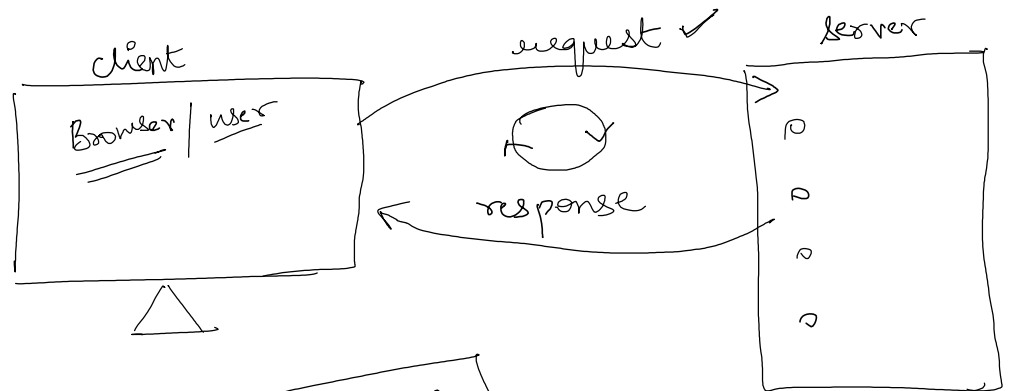 client
request ✓
server
Browser | user
response